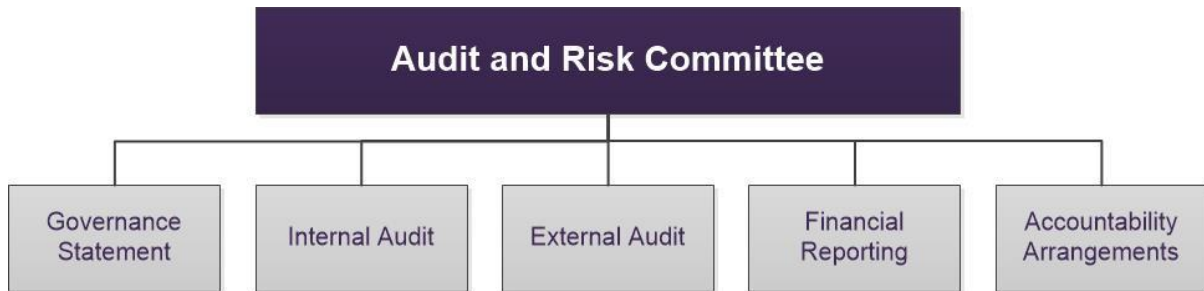 Audit and Risk Committee
Governance
Statement
Internal Audit
External Audit
Financial
Reporting
Accountability
Arrangements